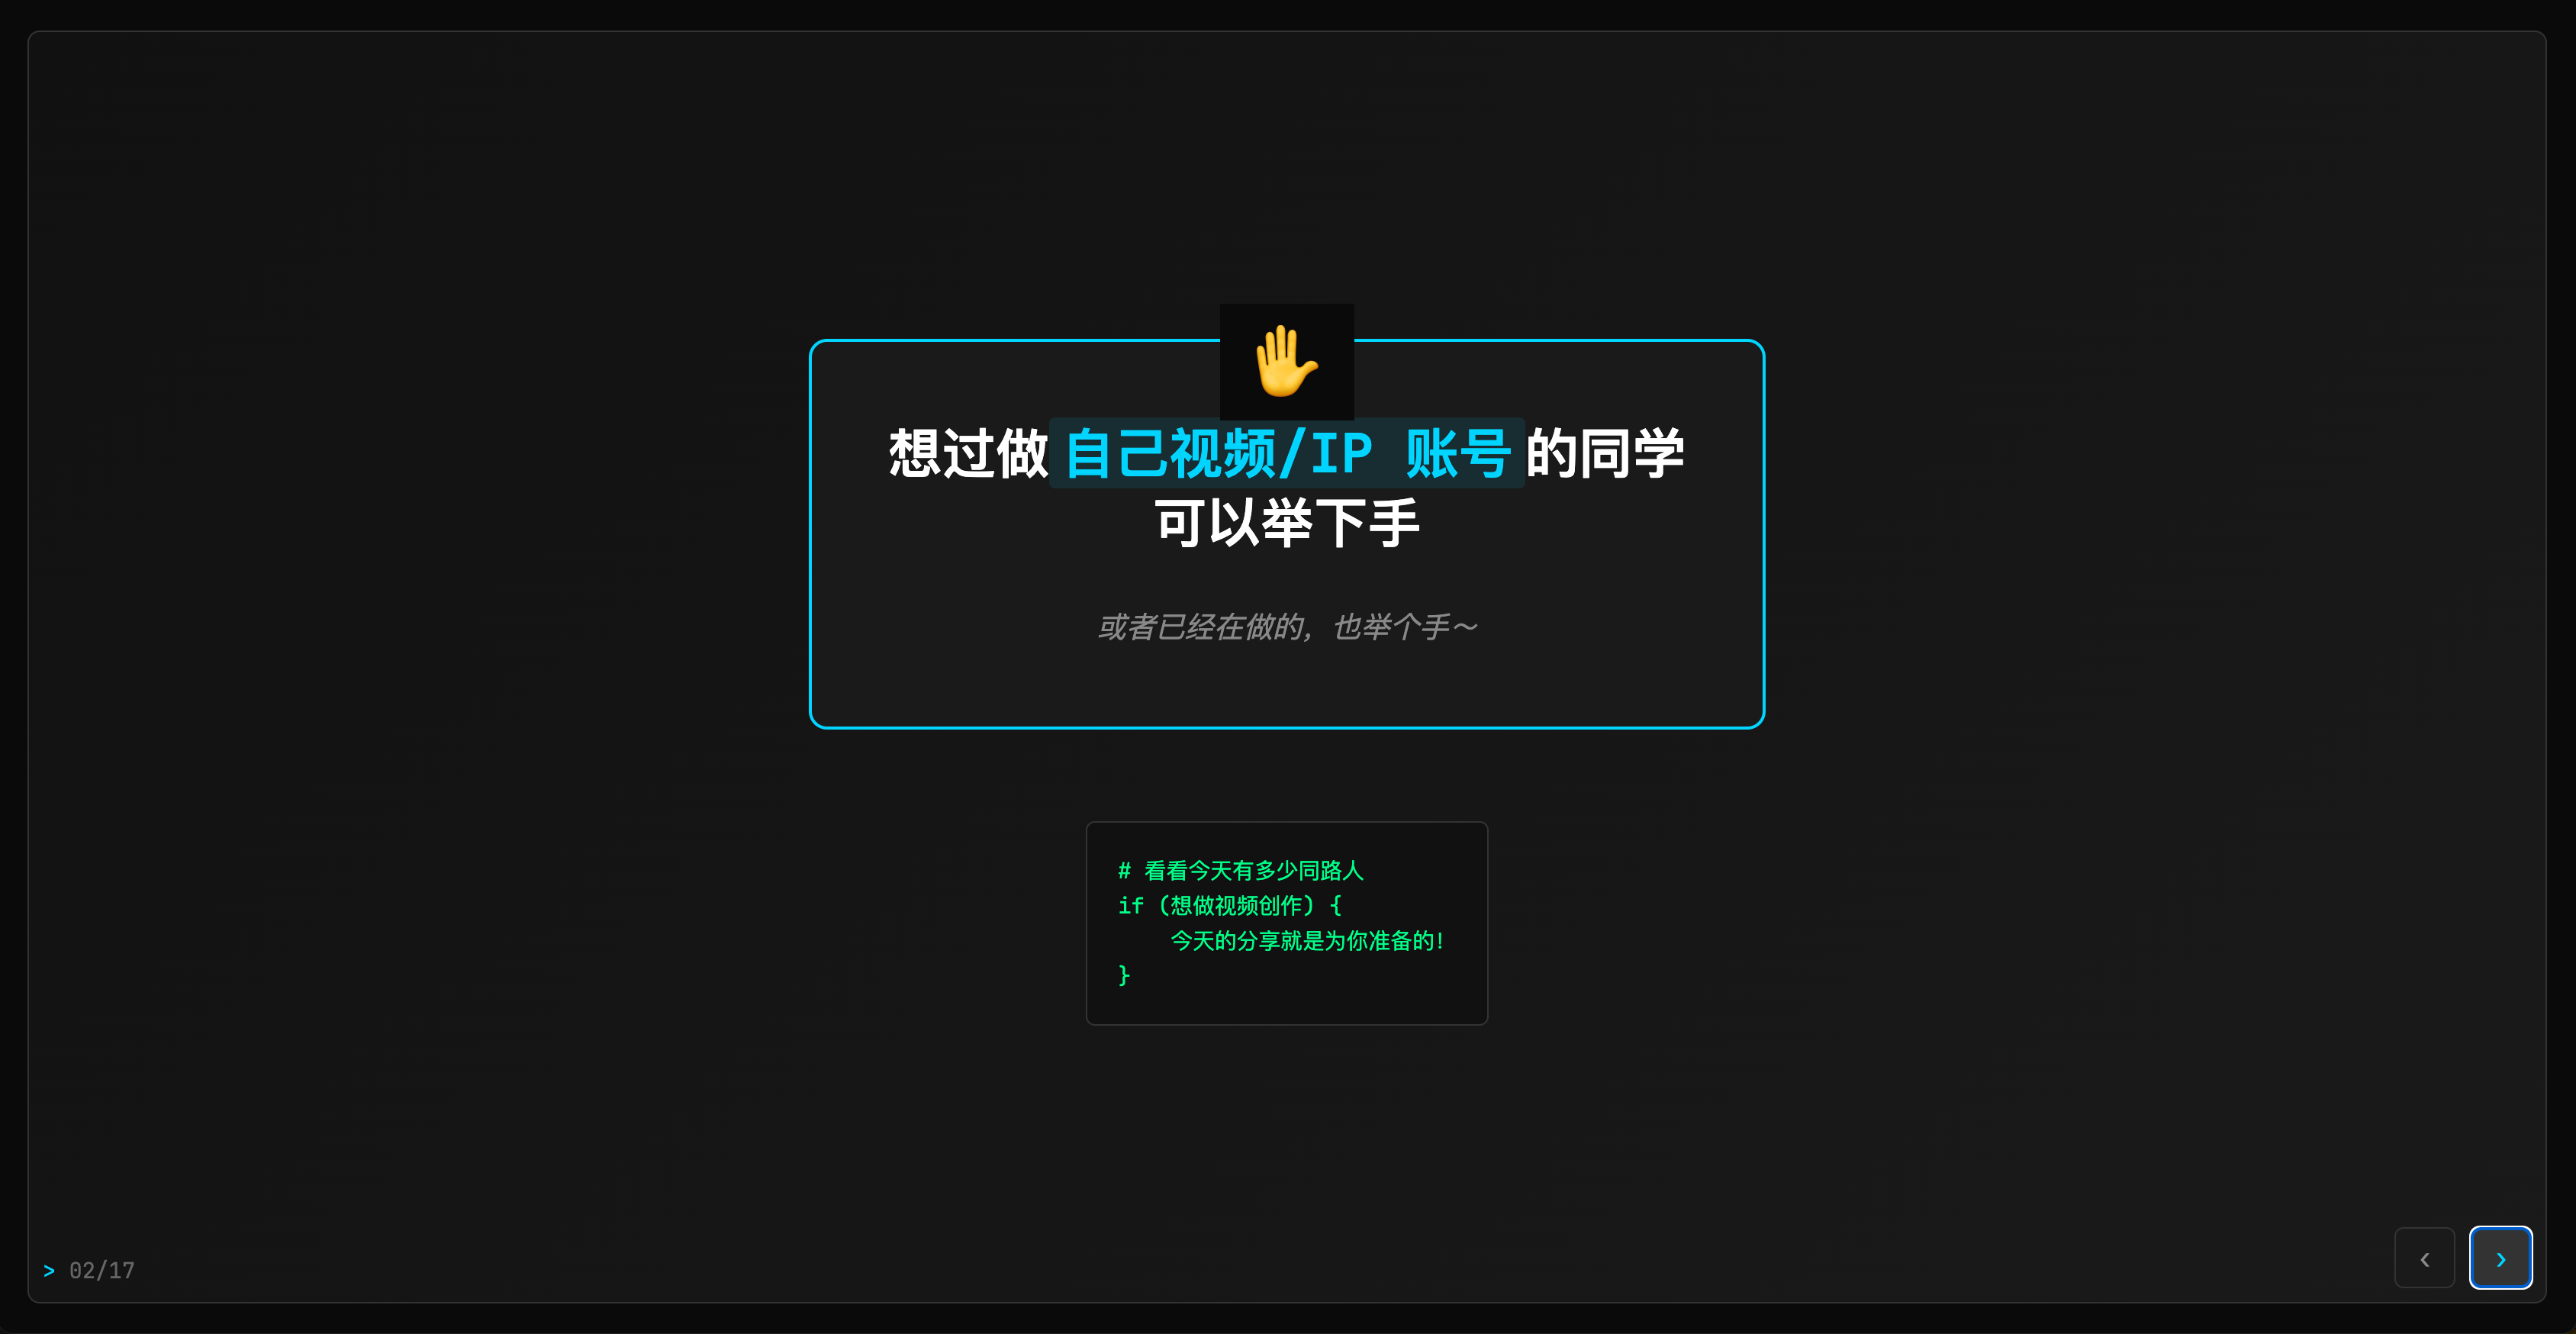 想过做自己视频/IP 账号的同学
可以举下手
或者已经在做的，也举个手～
# 看看今天有多少同路人
if (想做视频创作) {
    今天的分享就是为你准备的!
}
> 02/17
‹ ›